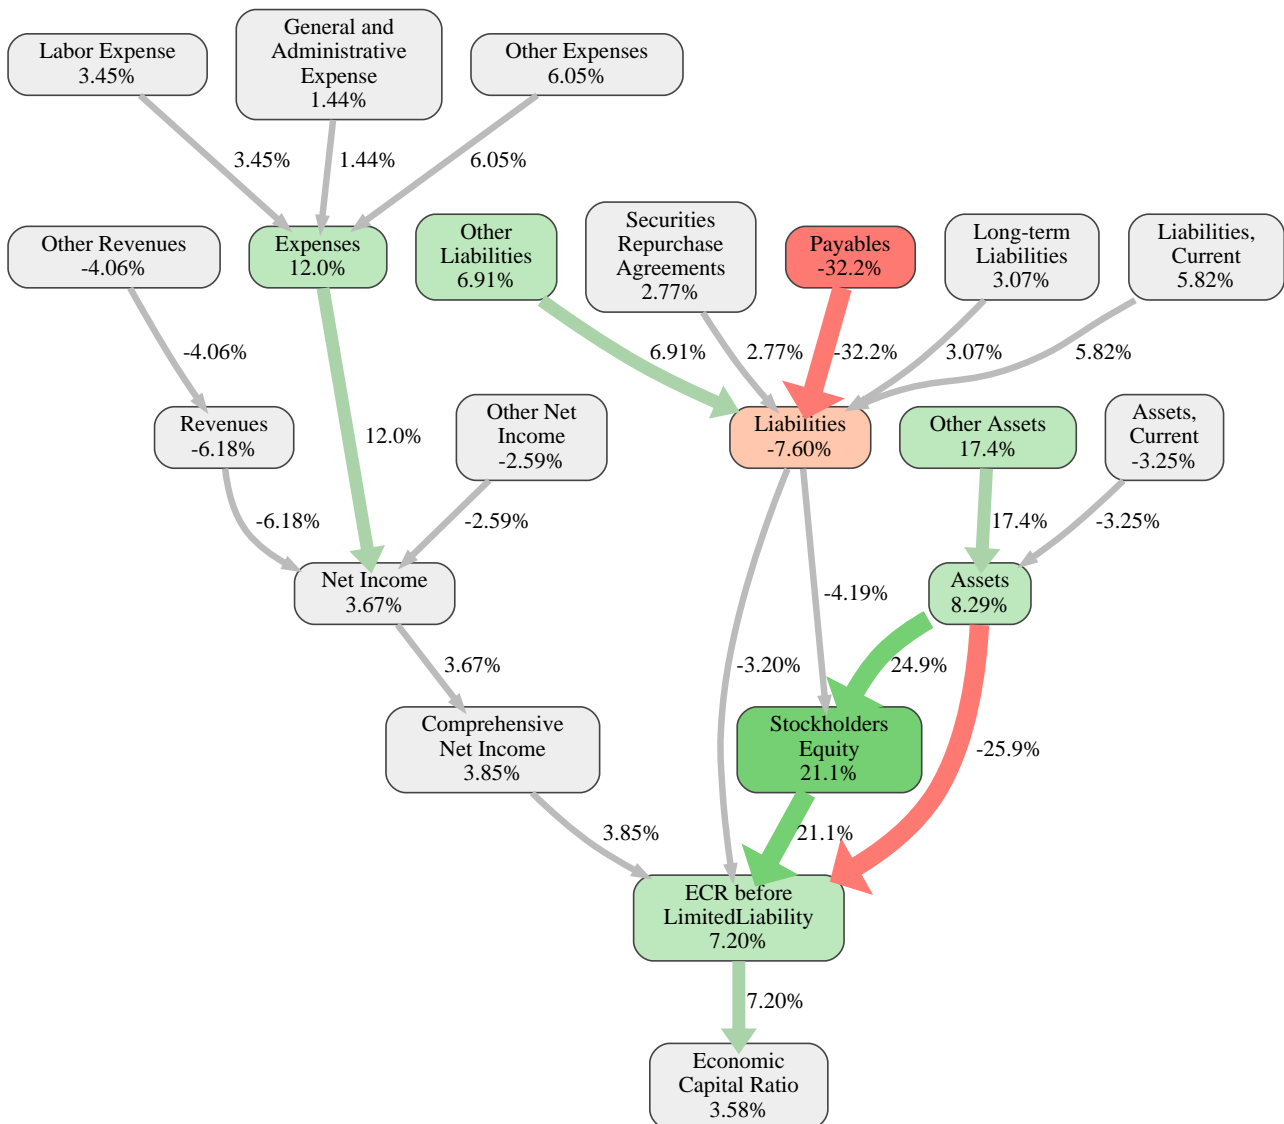 Labor Expense
3.45%
General and
Administrative
Expense
1.44%
Other Expenses
6.05%
3.45%
1.44%
6.05%
Other Revenues
-4.06%
Expenses
12.0%
Other
Liabilities
6.91%
Securities
Repurchase
Agreements
2.77%
Payables
-32.2%
Long-term
Liabilities
3.07%
Liabilities,
Current
5.82%
-4.06%
12.0%
6.91%
2.77%
-32.2%
3.07%
5.82%
Revenues
-6.18%
Other Net
Income
-2.59%
Liabilities
-7.60%
Other Assets
17.4%
Assets,
Current
-3.25%
-6.18%
-2.59%
17.4%
-3.25%
Net Income
3.67%
-4.19%
Assets
8.29%
3.67%
-3.20%
24.9%
-25.9%
Comprehensive
Net Income
3.85%
Stockholders
Equity
21.1%
3.85%
21.1%
ECR before
LimitedLiability
7.20%
7.20%
Economic
Capital Ratio
3.58%